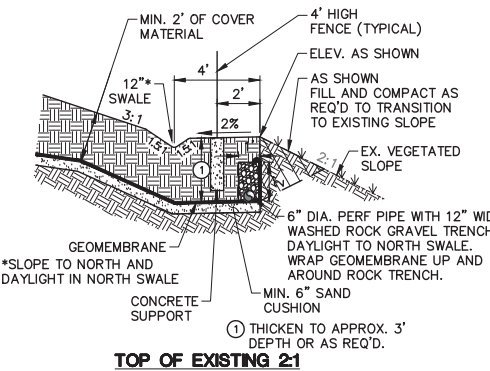 MIN. 2' OF COVER
MATERIAL
4' HIGH
FENCE (TYPICAL)
ELEV. AS SHOWN
4'
12"*
SWALE
2'
AS SHOWN
FILL AND COMPACT AS
REQ'D TO TRANSITION
TO EXISTING SLOPE
3:1
1.5:1
1.5:1
2%
2:1
EX. VEGETATED
SLOPE
1
6" DIA. PERF PIPE WITH 12" WID
WASHED ROCK GRAVEL TRENCH
DAYLIGHT TO NORTH SWALE.
WRAP GEOMEMBRANE UP AND
AROUND ROCK TRENCH.
GEOMEMBRANE
*SLOPE TO NORTH AND
DAYLIGHT IN NORTH SWALE
CONCRETE
SUPPORT
MIN. 6" SAND
CUSHION
1 THICKEN TO APPROX. 3'
DEPTH OR AS REQ'D.
TOP OF EXISTING 2:1